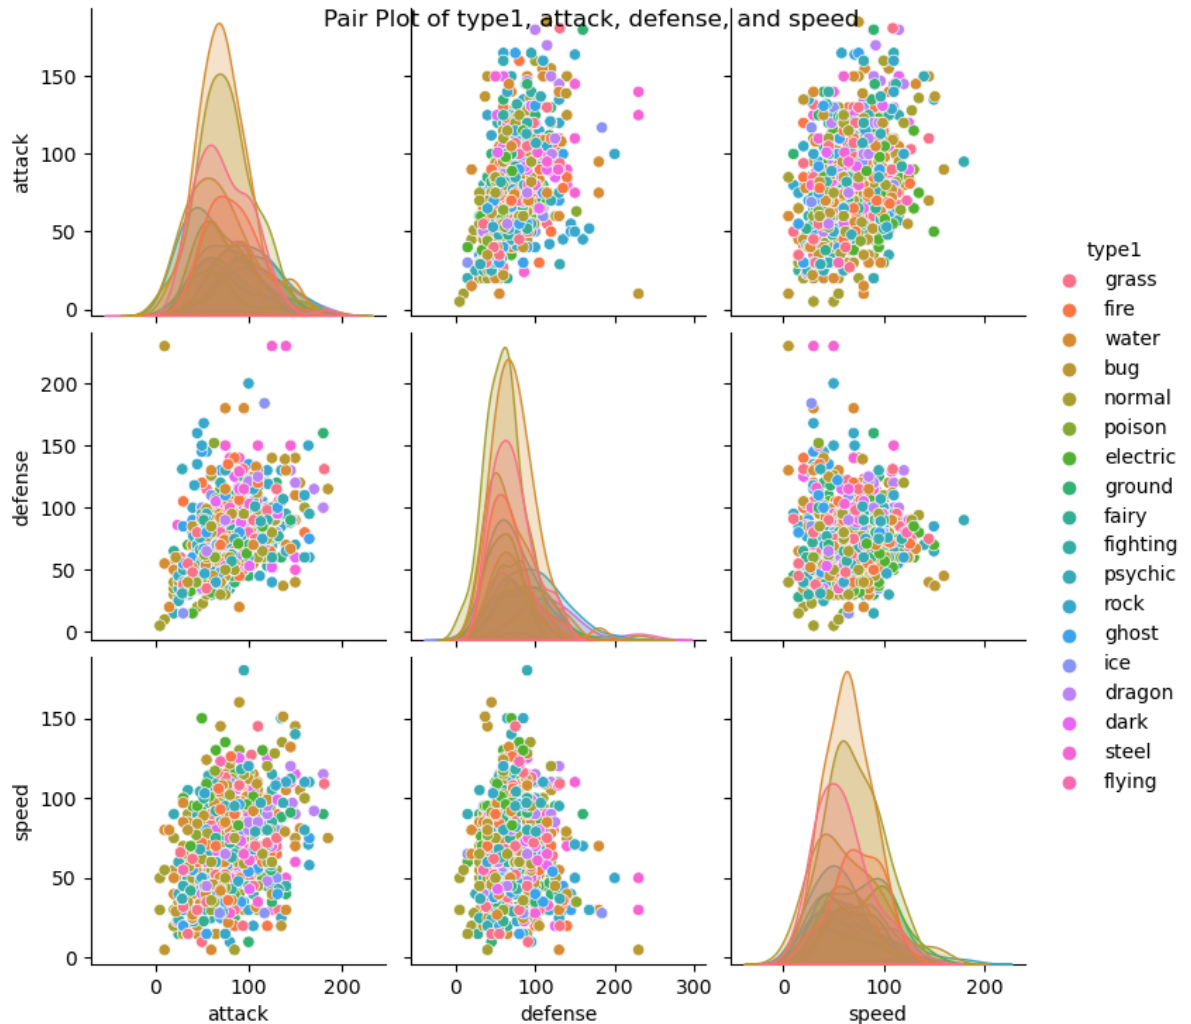 Pair Plot of type1, attack, defense, and speed
150
100
50
0
attack
200
150
100
50
0
defense
150
100
50
0
speed
0 100 200
attack
0 100 200 300
defense
0 100 200
speed
type1
grass
fire
water
bug
normal
poison
electric
ground
fairy
fighting
psychic
rock
ghost
ice
dragon
dark
steel
flying